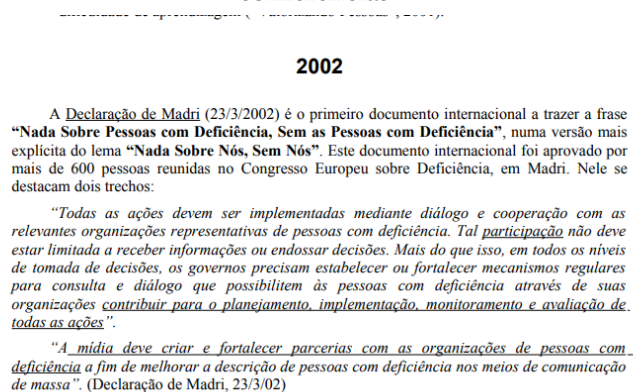 dificuldade de aprendizagem (“Valorizando Pessoas”, 2001).
2002
A Declaração de Madri (23/3/2002) é o primeiro documento internacional a trazer a frase
“Nada Sobre Pessoas com Deficiência, Sem as Pessoas com Deficiência”, numa versão mais
explícita do lema “Nada Sobre Nós, Sem Nós”. Este documento internacional foi aprovado por
mais de 600 pessoas reunidas no Congresso Europeu sobre Deficiência, em Madri. Nele se
destacam dois trechos:
“Todas as ações devem ser implementadas mediante diálogo e cooperação com as
relevantes organizações representativas de pessoas com deficiência. Tal participação não deve
estar limitada a receber informações ou endossar decisões. Mais do que isso, em todos os níveis
de tomada de decisões, os governos precisam estabelecer ou fortalecer mecanismos regulares
para consulta e diálogo que possibilitem às pessoas com deficiência através de suas
organizações contribuir para o planejamento, implementação, monitoramento e avaliação de
todas as ações”.
“A mídia deve criar e fortalecer parcerias com as organizações de pessoas com
deficiência a fim de melhorar a descrição de pessoas com deficiência nos meios de comunicação
de massa”. (Declaração de Madri, 23/3/02)